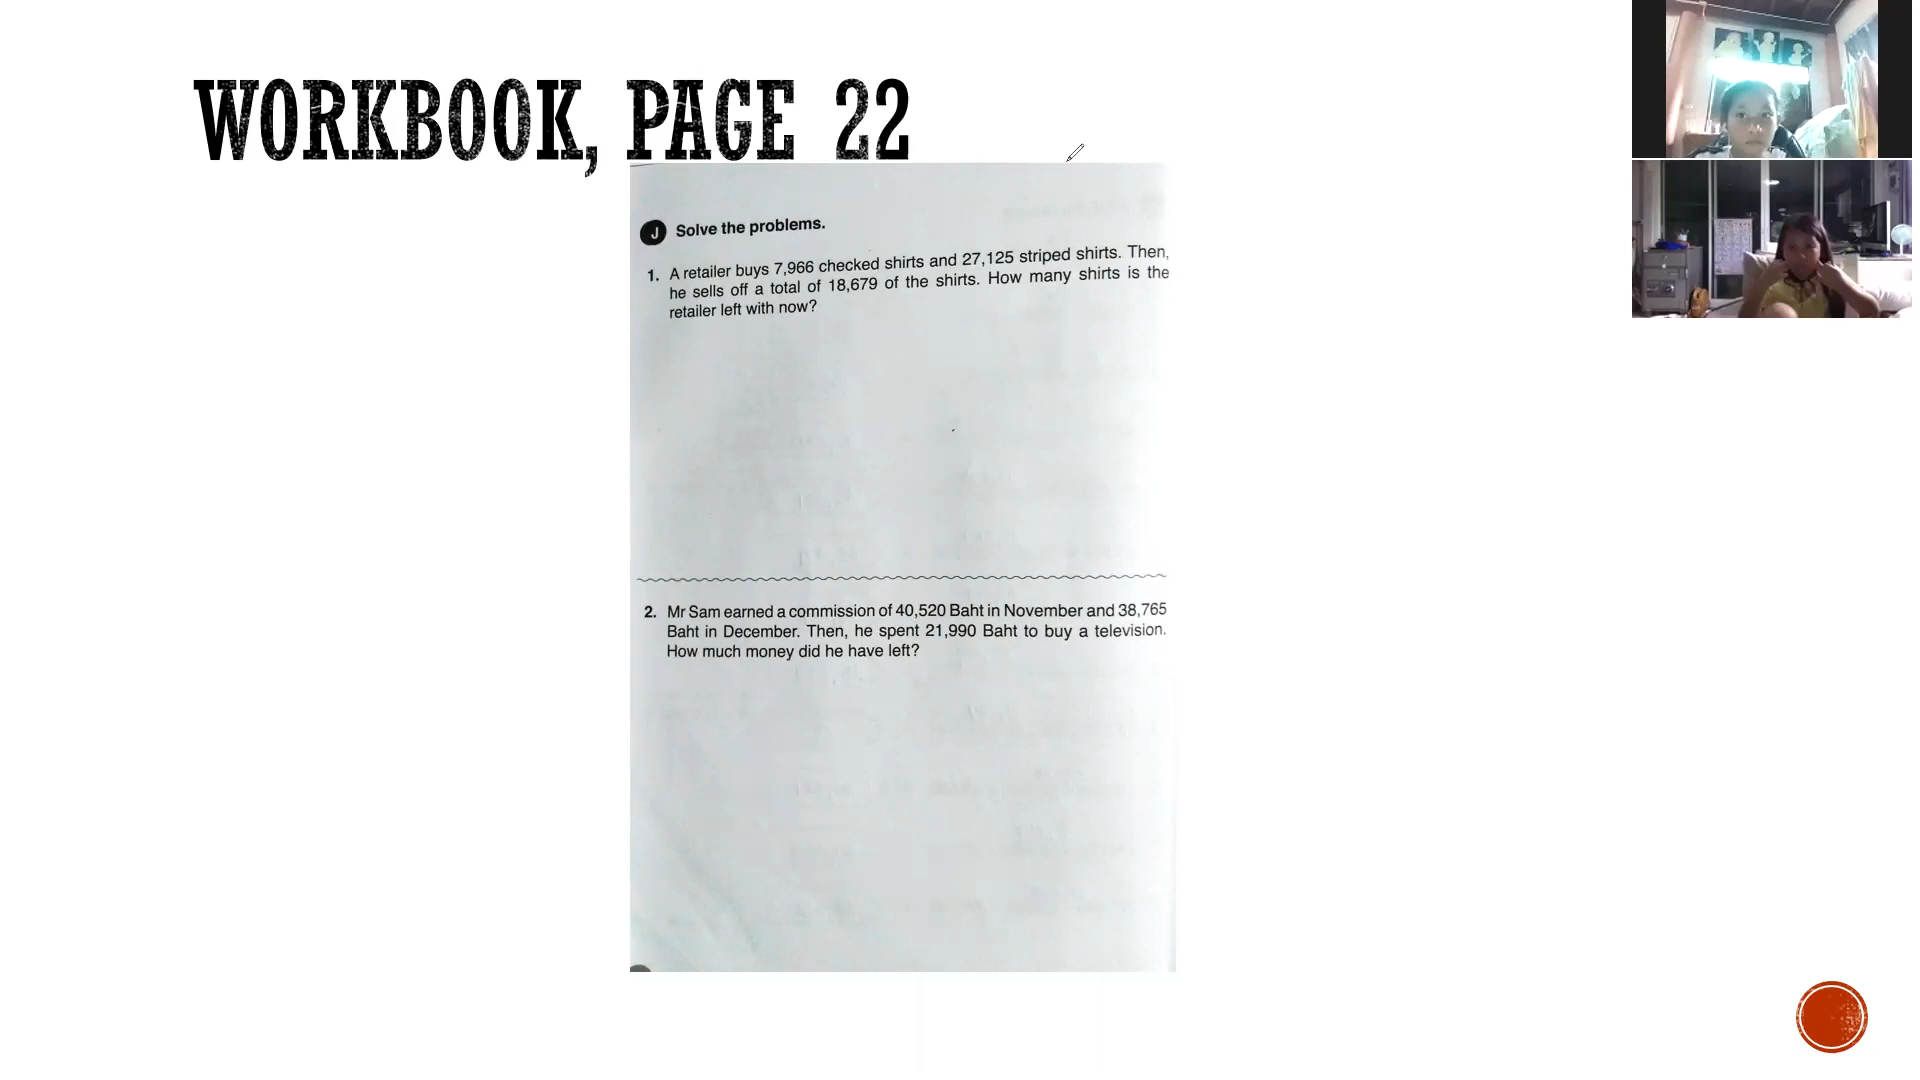 WORKBOOK, PAGE 22
J Solve the problems.
1. A retailer buys 7,966 checked shirts and 27,125 striped shirts. Then,
he sells off a total of 18,679 of the shirts. How many shirts is the
retailer left with now?
2. Mr Sam earned a commission of 40,520 Baht in November and 38,765
Baht in December. Then, he spent 21,990 Baht to buy a television.
How much money did he have left?